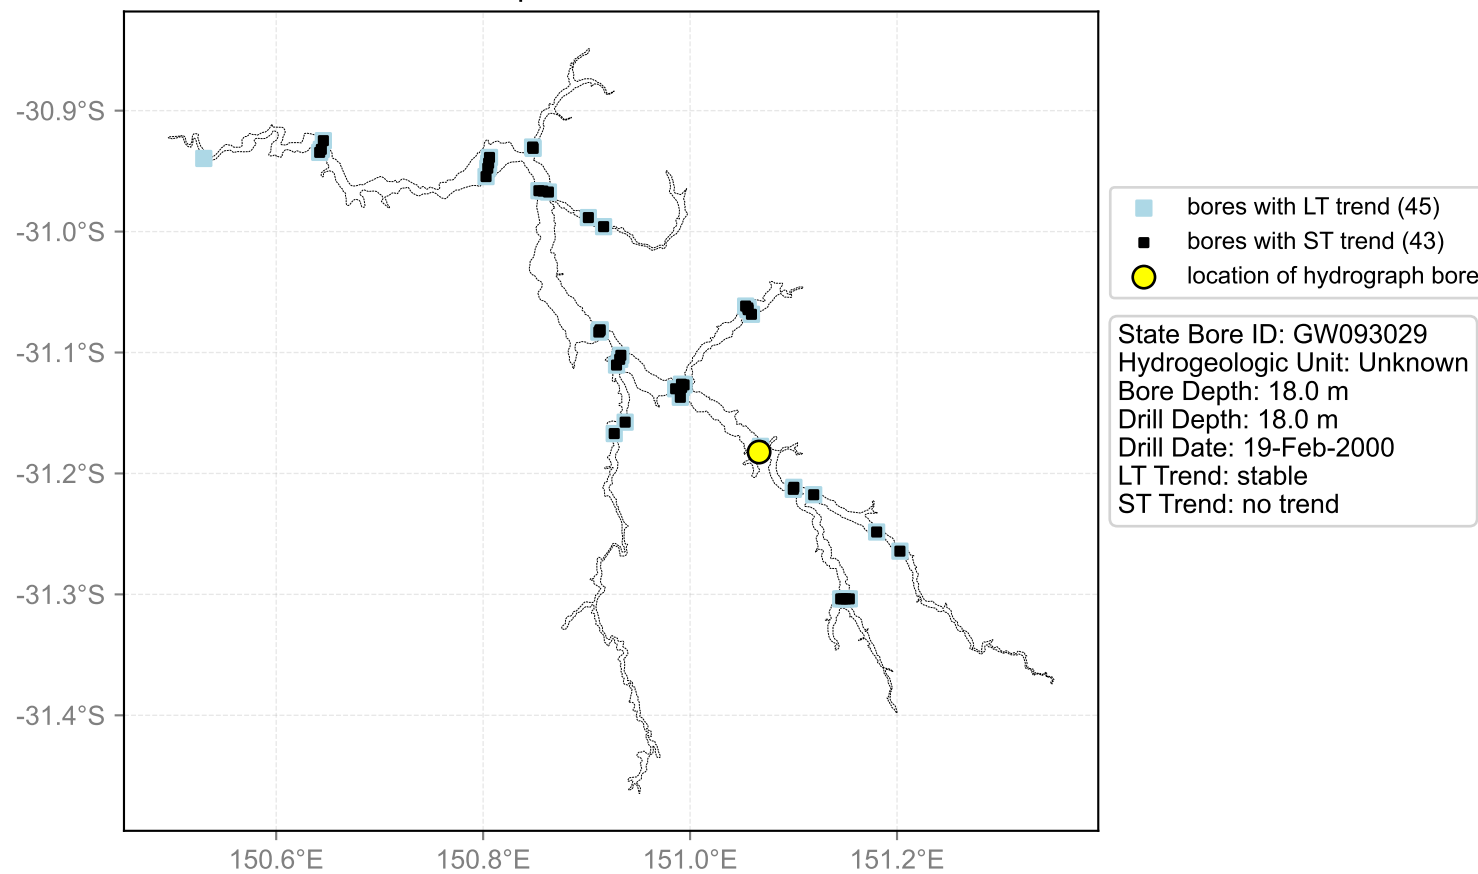 -30.9°S
-31.0°S
-31.1°S
-31.2°S
-31.3°S
-31.4°S
150.6°E
150.8°E
151.0°E
151.2°E
bores with LT trend (45)
bores with ST trend (43)
location of hydrograph bore
State Bore ID: GW093029
Hydrogeologic Unit: Unknown
Bore Depth: 18.0 m
Drill Depth: 18.0 m
Drill Date: 19-Feb-2000
LT Trend: stable
ST Trend: no trend